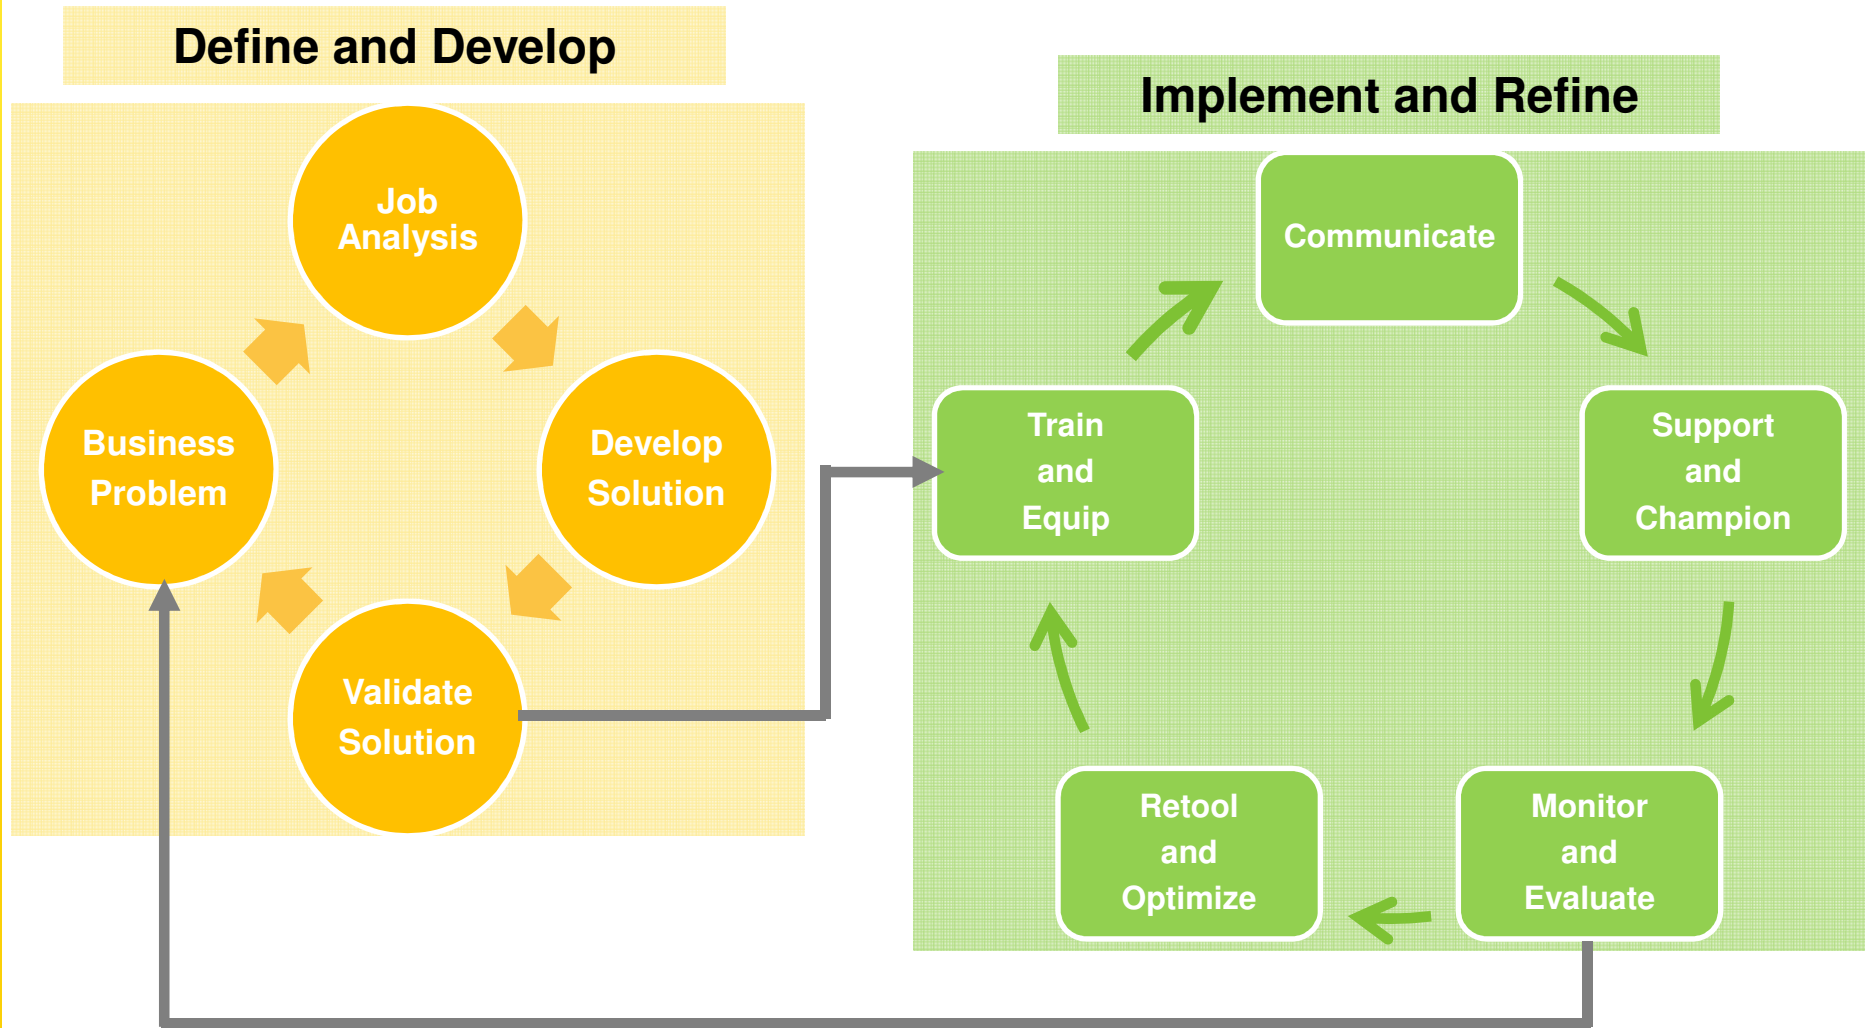 Define and Develop
Job
Analysis
Business
Problem
Develop
Solution
Validate
Solution
Implement and Refine
Communicate
Train
and
Equip
Support
and
Champion
Retool
and
Optimize
Monitor
and
Evaluate